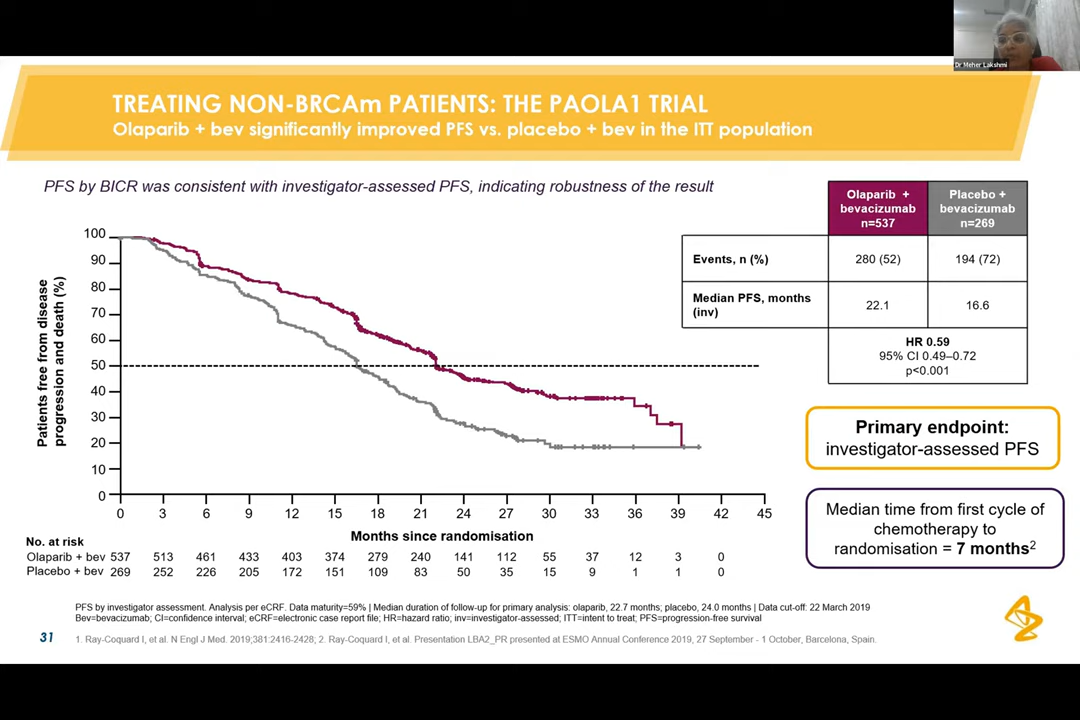 Dr Meher Lakshmi
TREATING NON-BRCAm PATIENTS: THE PAOLA1 TRIAL
Olaparib + bev significantly improved PFS vs. placebo + bev in the ITT population
PFS by BICR was consistent with investigator-assessed PFS, indicating robustness of the result
Patients free from disease
progression and death (%)
100
90
80
70
60
50
40
30
20
10
0
0 3 6 9 12 15 18 21 24 27 30 33 36 39 42 45
Months since randomisation
No. at risk
Olaparib + bev 537 513 461 433 403 374 279 240 141 112 55 37 12 3 0
Placebo + bev 269 252 226 205 172 151 109 83 50 35 15 9 1 1 0
Olaparib +
bevacizumab
n=537
Placebo +
bevacizumab
n=269
Events, n (%) 280 (52) 194 (72)
Median PFS, months
(inv)
22.1 16.6
HR 0.59
95% CI 0.49–0.72
p<0.001
Primary endpoint:
investigator-assessed PFS
Median time from first cycle of
chemotherapy to
randomisation = 7 months2
PFS by investigator assessment. Analysis per eCRF. Data maturity=59% | Median duration of follow-up for primary analysis: olaparib, 22.7 months; placebo, 24.0 months | Data cut-off: 22 March 2019
Bev=bevacizumab; CI=confidence interval; eCRF=electronic case report file; HR=hazard ratio; inv=investigator-assessed; ITT=intent to treat; PFS=progression-free survival
31
1. Ray-Coquard I, et al. N Engl J Med. 2019;381:2416-2428; 2. Ray-Coquard I, et al. Presentation LBA2_PR presented at ESMO Annual Conference 2019, 27 September - 1 October, Barcelona, Spain.